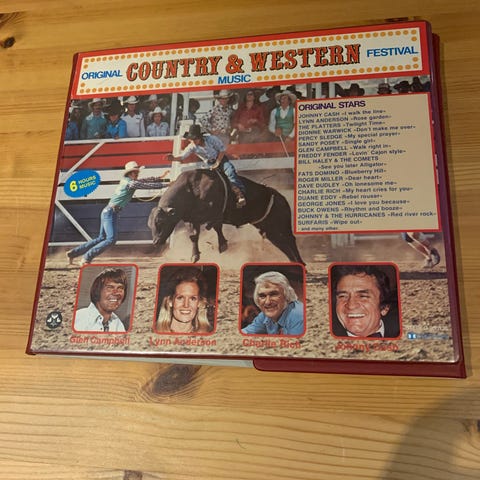 ORIGINAL COUNTRY & WESTERN FESTIVAL
MUSIC
ORIGINAL STARS
JOHNNY CASH »I walk the line«
LYNN ANDERSON »Rose garden«
THE PLATTERS »Twilight Time«
DIONNE WARWICK »Don't make me over«
PERCY SLEDGE »My special prayer«
SANDY POSEY »Single girl«
GLEN CAMPBELL »Walk right in«
FREDDY FENDER »Lovin' Cajun style«
BILL HALEY & THE COMETS
»See you later Alligator«
FATS DOMINO »Blueberry Hill«
ROGER MILLER »Dear heart«
DAVE DUDLEY »Oh lonesome me«
CHARLIE RICH »My heart cries for you«
DUANE EDDY »Rebel rouser«
GEORGE JONES »I love you because«
BUCK OWENS »Rhythm and booze«
JOHNNY & THE HURRICANES »Red river rock«
SURFARIS »Wipe out«
and many other.
6 HOURS
MUSIC
Glen Campbell
Lynn Anderson
Charlie Rich
Johnny Cash